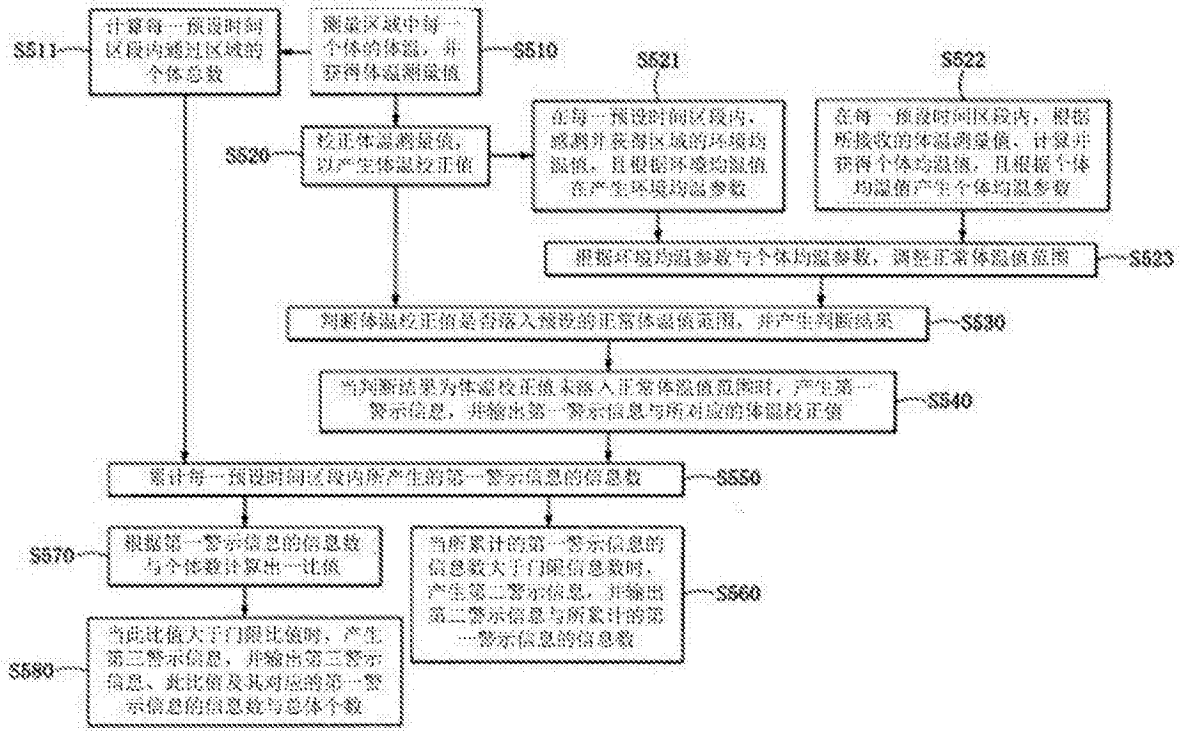 S511
计算每一预设时间
区段内通过区域的
个体总数
测量区域中每一
个体的体温，并
获得体温测量值
S510
S521
S522
S520
校正体温测量值，
以产生体温校正值
在每一预设时间区段内，
感测并获得区域的环境均
温值，且根据环境均温值
在产生环境均温参数
在每一预设时间区段内，根据
所接收的体温测量值、计算并
获得个体均温值，且根据个体
均温值产生个体均温参数
根据环境均温参数与个体均温参数，调整正常体温值范围
S523
判断体温校正值是否落入预设的正常体温值范围，并产生判断结果
S530
当判断结果为体温校正值未落入正常体温值范围时，产生第一
警示信息，并输出第一警示信息与所对应的体温校正值
S540
累计每一预设时间区段内所产生的第一警示信息的信息数
S550
S570
根据第一警示信息的信息数
与个体数计算出一比值
当所累计的第一警示信息的
信息数大于门限信息数时，
产生第二警示信息，并输出
第二警示信息与所累计的第
一警示信息的信息数
S560
S580
当此比值大于门限比值时，产生
第三警示信息，并输出第三警示
信息、此比值及其对应的第一警
示信息的信息数与总体个数